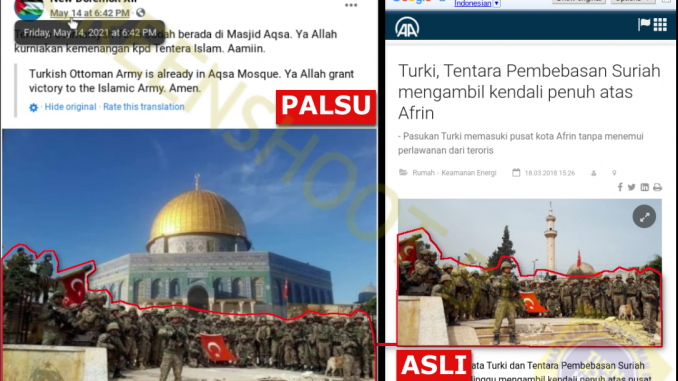 May 14 at 6:42 PM
Friday, May 14, 2021 at 6:42 PM
berada di Masjid Aqsa. Ya Allah
kurniakan kemenangan kpd Tentera Islam. Aamiin.
Turkish Ottoman Army is already in Aqsa Mosque. Ya Allah grant
victory to the Islamic Army. Amen.
Hide original · Rate this translation
PALSU
SCREENSHOOT
Indonesian
AA
Turki, Tentara Pembebasan Suriah
mengambil kendali penuh atas
Afrin
- Pasukan Turki memasuki pusat kota Afrin tanpa menemui
perlawanan dari teroris
Rumah - Keamanan Energi
18.03.2018 15:26
ASLI
ata Turki dan Tentara Pembebasan Suriah
inggu mengambil kendali penuh atas pusat